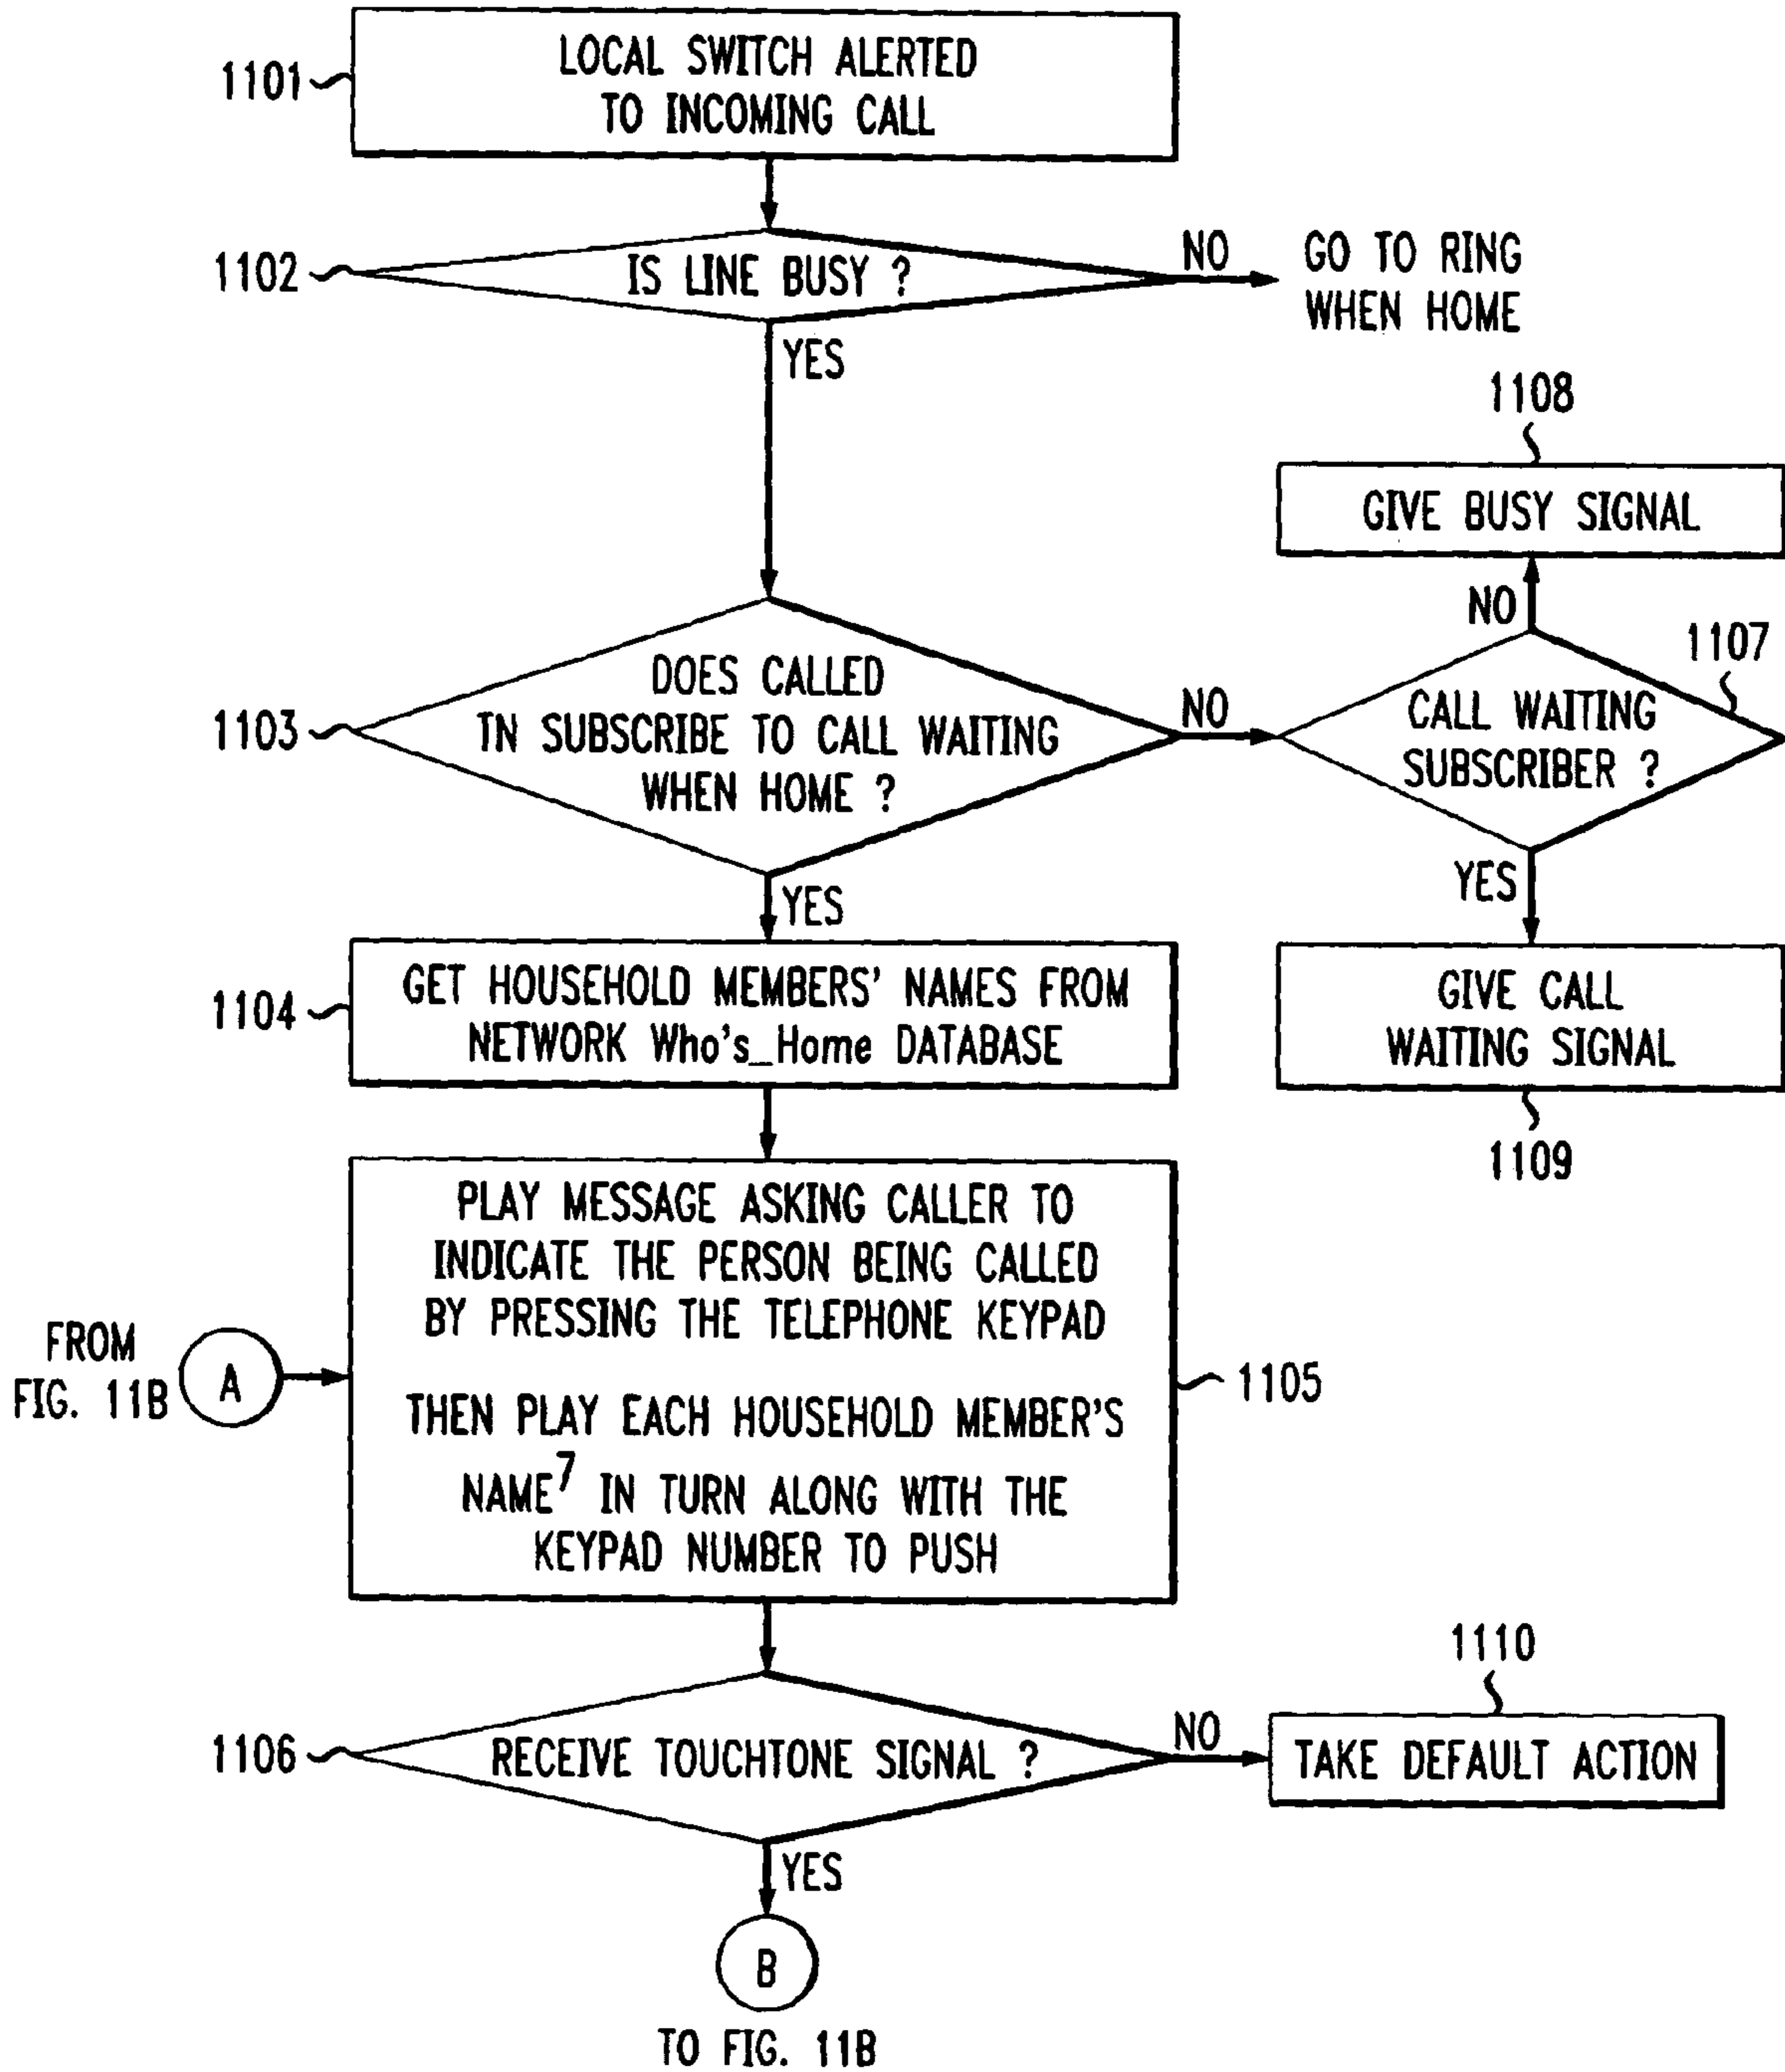 1101
LOCAL SWITCH ALERTED
TO INCOMING CALL
1102
IS LINE BUSY ?
NO
GO TO RING
WHEN HOME
YES
1108
GIVE BUSY SIGNAL
NO
1107
1103
DOES CALLED
TN SUBSCRIBE TO CALL WAITING
WHEN HOME ?
NO
CALL WAITING
SUBSCRIBER ?
YES
YES
1104
GET HOUSEHOLD MEMBERS' NAMES FROM
NETWORK Who's_Home DATABASE
GIVE CALL
WAITING SIGNAL
1109
PLAY MESSAGE ASKING CALLER TO
INDICATE THE PERSON BEING CALLED
BY PRESSING THE TELEPHONE KEYPAD
THEN PLAY EACH HOUSEHOLD MEMBER'S
NAME⁷ IN TURN ALONG WITH THE
KEYPAD NUMBER TO PUSH
FROM
FIG. 11B
A
1105
1106
RECEIVE TOUCHTONE SIGNAL ?
NO
1110
TAKE DEFAULT ACTION
YES
B
TO FIG. 11B